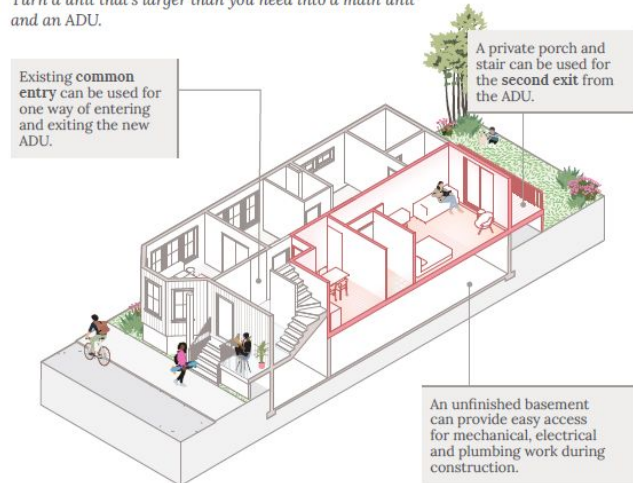 Turn a unit that's larger than you need into a main unit
and an ADU.
Existing common
entry can be used for
one way of entering
and exiting the new
ADU.
A private porch and
stair can be used for
the second exit from
the ADU.
An unfinished basement
can provide easy access
for mechanical, electrical
and plumbing work during
construction.